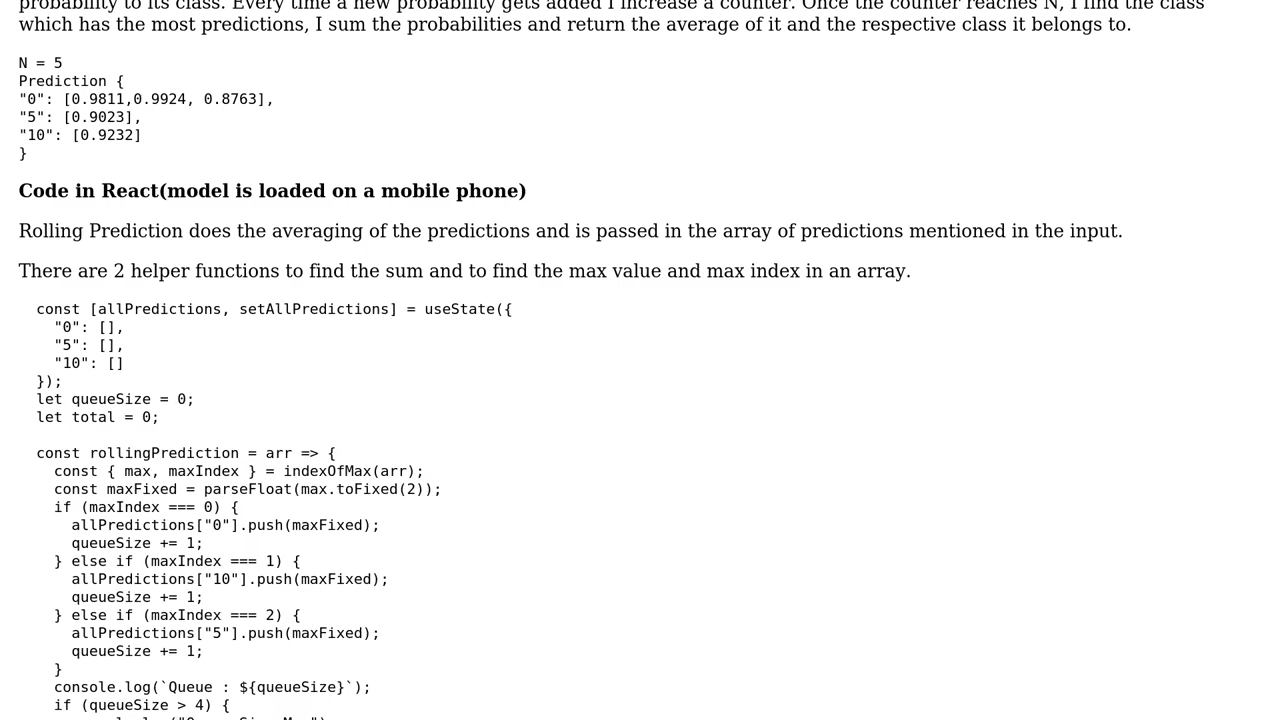 probability to its class. Every time a new probability gets added I increase a counter. Once the counter reaches N, I find the class
which has the most predictions, I sum the probabilities and return the average of it and the respective class it belongs to.
N = 5
Prediction {
"0": [0.9811,0.9924, 0.8763],
"5": [0.9023],
"10": [0.9232]
}
Code in React(model is loaded on a mobile phone)
Rolling Prediction does the averaging of the predictions and is passed in the array of predictions mentioned in the input.
There are 2 helper functions to find the sum and to find the max value and max index in an array.
const [allPredictions, setAllPredictions] = useState({
"0": [],
"5": [],
"10": []
});
let queueSize = 0;
let total = 0;
const rollingPrediction = arr => {
const { max, maxIndex } = indexOfMax(arr);
const maxFixed = parseFloat(max.toFixed(2));
if (maxIndex === 0) {
allPredictions["0"].push(maxFixed);
queueSize += 1;
} else if (maxIndex === 1) {
allPredictions["10"].push(maxFixed);
queueSize += 1;
} else if (maxIndex === 2) {
allPredictions["5"].push(maxFixed);
queueSize += 1;
}
console.log(`Queue : ${queueSize}`);
if (queueSize > 4) {